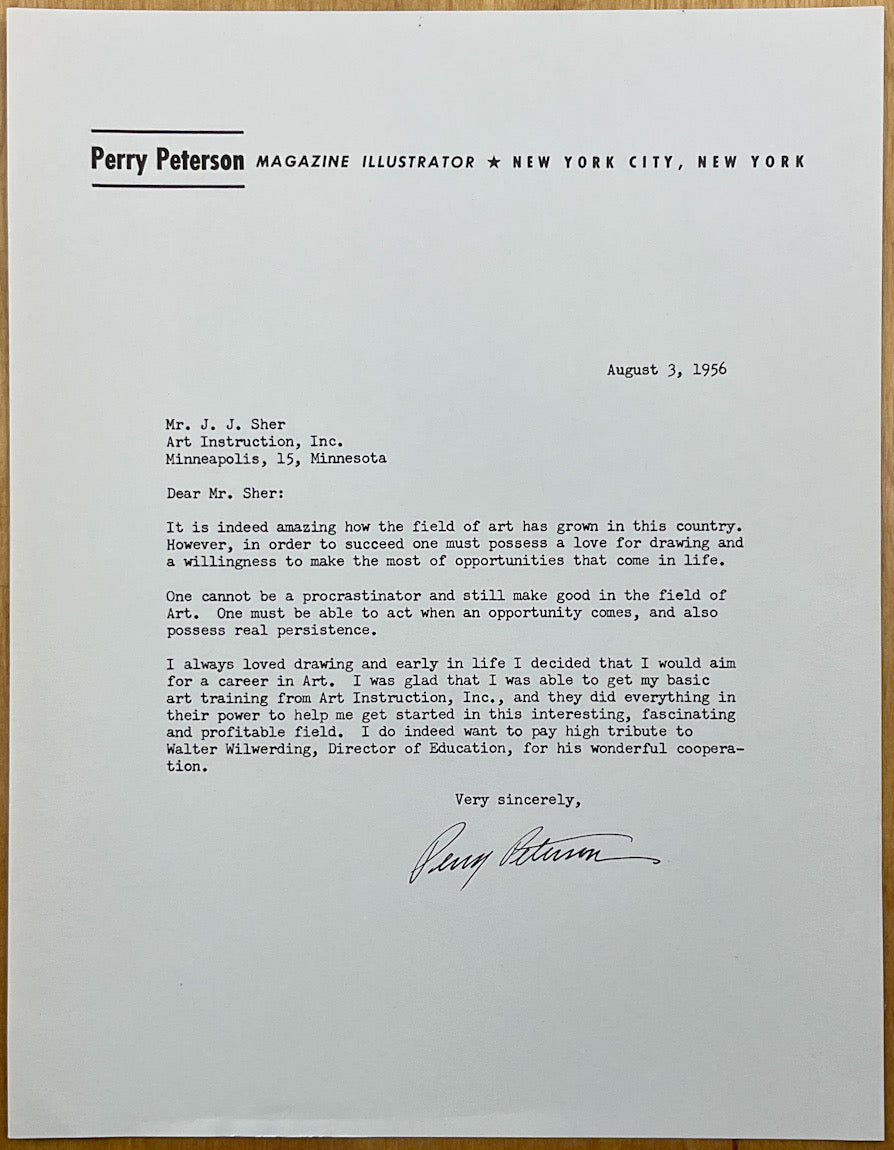 Perry Peterson MAGAZINE ILLUSTRATOR ★ NEW YORK CITY, NEW YORK
August 3, 1956
Mr. J. J. Sher
Art Instruction, Inc.
Minneapolis, 15, Minnesota
Dear Mr. Sher:
It is indeed amazing how the field of art has grown in this country.
However, in order to succeed one must possess a love for drawing and
a willingness to make the most of opportunities that come in life.
One cannot be a procrastinator and still make good in the field of
Art. One must be able to act when an opportunity comes, and also
possess real persistence.
I always loved drawing and early in life I decided that I would aim
for a career in Art. I was glad that I was able to get my basic
art training from Art Instruction, Inc., and they did everything in
their power to help me get started in this interesting, fascinating
and profitable field. I do indeed want to pay high tribute to
Walter Wilwerding, Director of Education, for his wonderful coopera-
tion.
Very sincerely,
Perry Peterson